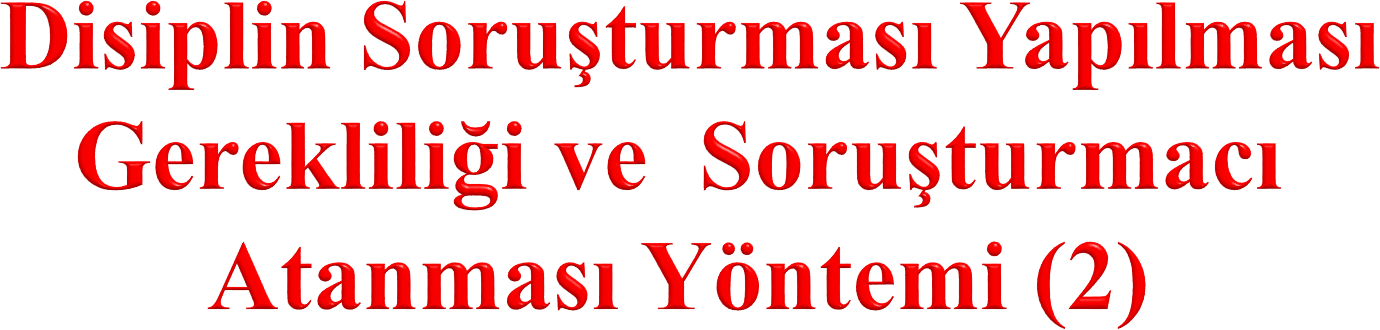 Disiplin Soruşturması Yapılması
Gerekliliği ve Soruşturmacı
Atanması Yöntemi (2)